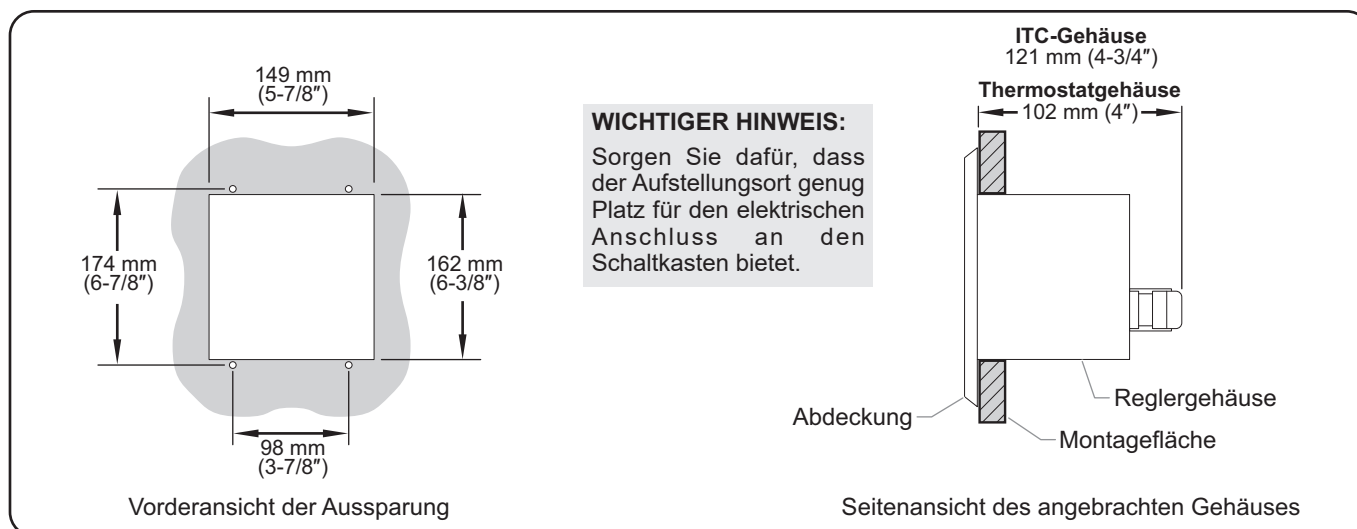 149 mm
(5-7/8″)
174 mm
(6-7/8″)
162 mm
(6-3/8″)
98 mm
(3-7/8″)
Vorderansicht der Aussparung
WICHTIGER HINWEIS:
Sorgen Sie dafür, dass
der Aufstellungsort genug
Platz für den elektrischen
Anschluss an den
Schaltkasten bietet.
ITC-Gehäuse
121 mm (4-3/4″)
Thermostatgehäuse
102 mm (4″)
Abdeckung
Reglergehäuse
Montagefläche
Seitenansicht des angebrachten Gehäuses